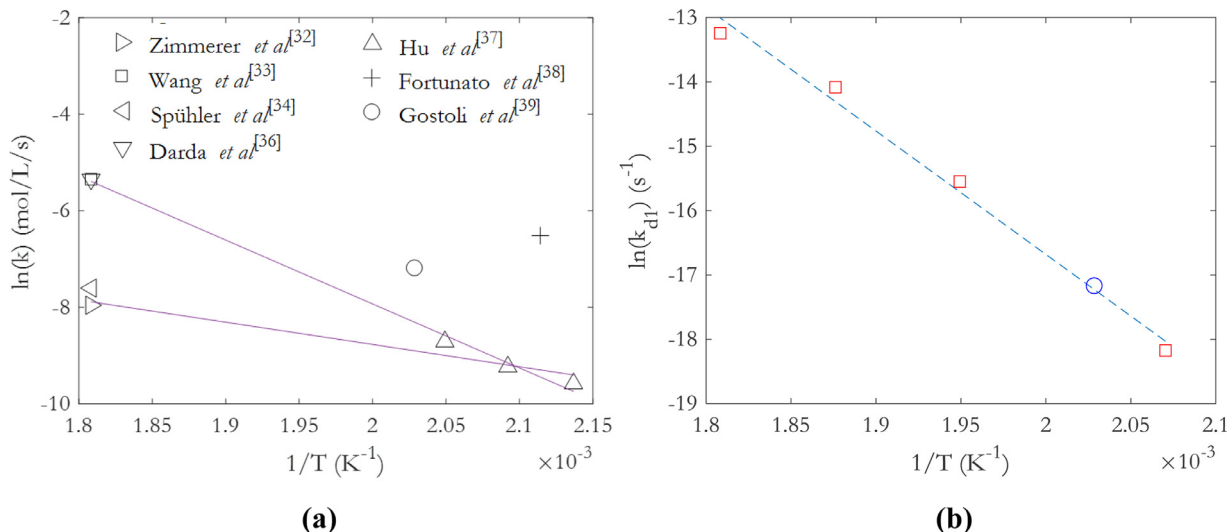 -2
-4
-6
-8
-10
ln(k) (mol/L/s)
Zimmerer et al[32]
Wang et al[33]
Spühler et al[34]
Darda et al[36]
Hu et al[37]
Fortunato et al[38]
Gostoli et al[39]
1.8 1.85 1.9 1.95 2 2.05 2.1 2.15
1/T (K-1)
×10-3
(a)
-13
-14
-15
-16
-17
-18
-19
ln(kd1) (s-1)
1.8 1.85 1.9 1.95 2 2.05 2.1
1/T (K-1)
×10-3
(b)